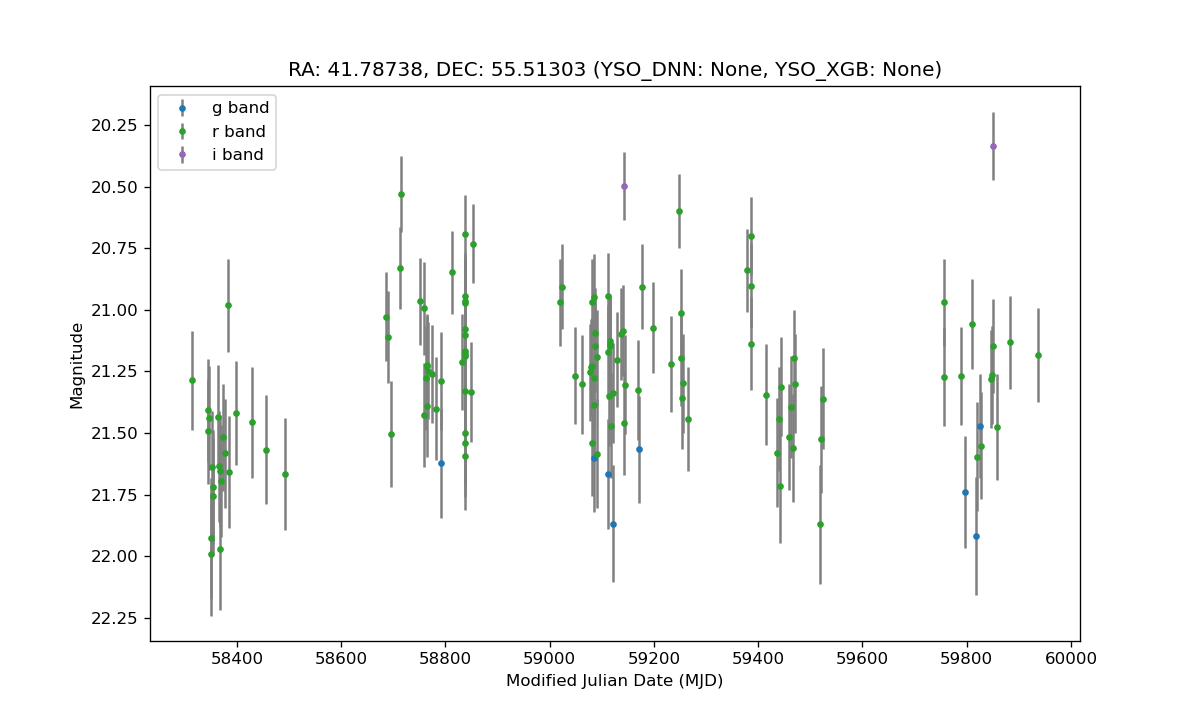 RA: 41.78738, DEC: 55.51303 (YSO_DNN: None, YSO_XGB: None)
g band
r band
i band
20.25
20.50
20.75
21.00
21.25
21.50
21.75
22.00
22.25
Magnitude
58400 58600 58800 59000 59200 59400 59600 59800 60000
Modified Julian Date (MJD)